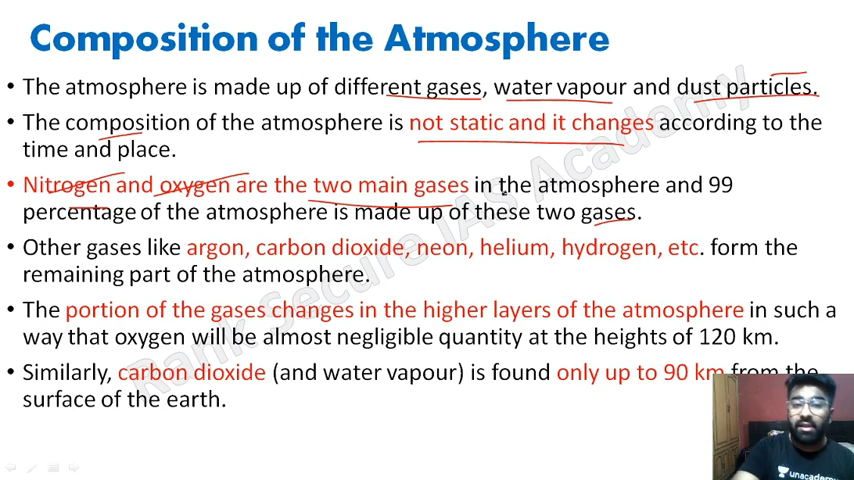 Composition of the Atmosphere
• The atmosphere is made up of different gases, water vapour and dust particles.
• The composition of the atmosphere is not static and it changes according to the
time and place.
• Nitrogen and oxygen are the two main gases in the atmosphere and 99
percentage of the atmosphere is made up of these two gases.
• Other gases like argon, carbon dioxide, neon, helium, hydrogen, etc. form the
remaining part of the atmosphere.
• The portion of the gases changes in the higher layers of the atmosphere in such a
way that oxygen will be almost negligible quantity at the heights of 120 km.
• Similarly, carbon dioxide (and water vapour) is found only up to 90 km from the
surface of the earth.
Rank Secure IAS Academy
unacademy